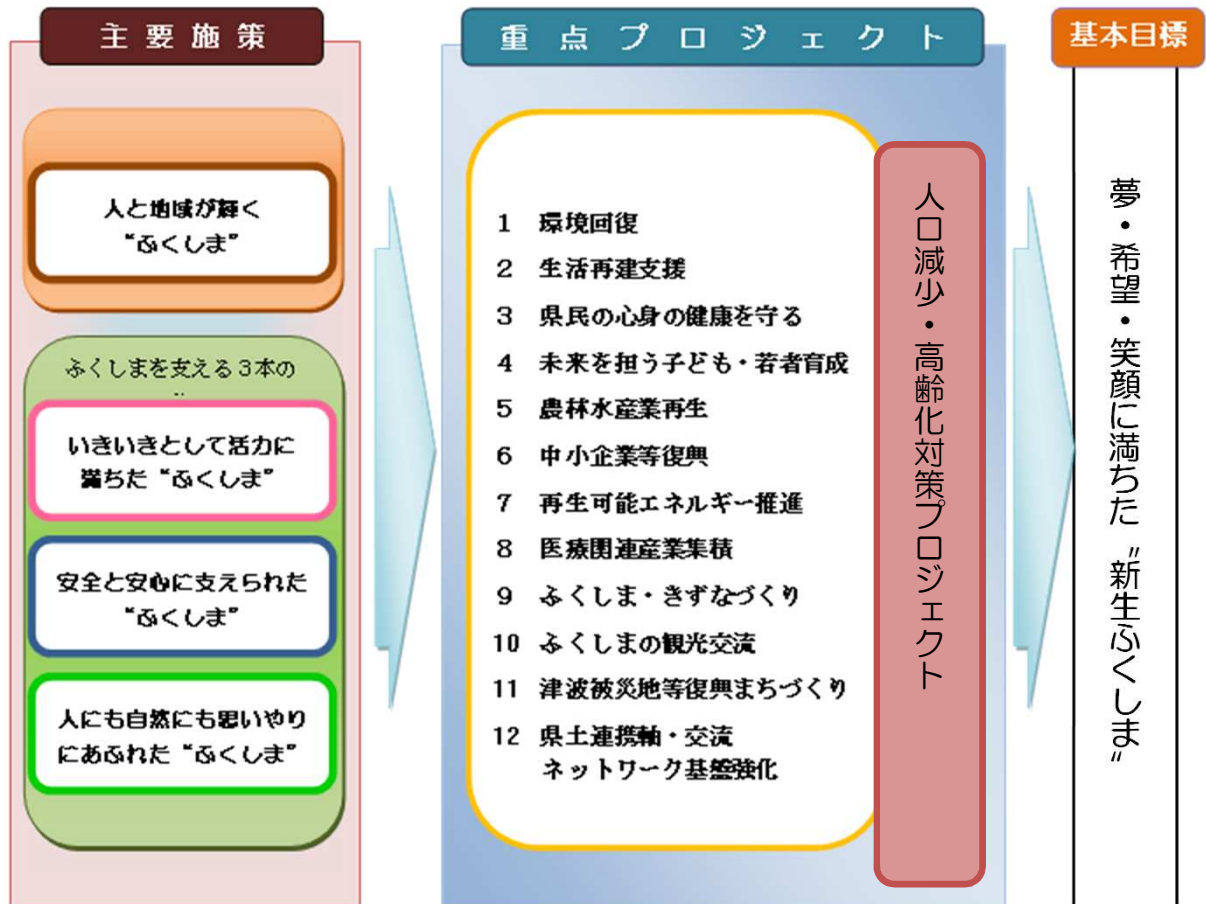 主要施策
人と地域が輝く
“ふくしま”
ふくしまを支える3本の
いきいきとして活力に
満ちた“ふくしま”
安全と安心に支えられた
“ふくしま”
人にも自然にも思いやり
にあふれた“ふくしま”
重点プロジェクト
1 環境回復
2 生活再建支援
3 県民の心身の健康を守る
4 未来を担う子ども・若者育成
5 農林水産業再生
6 中小企業等復興
7 再生可能エネルギー推進
8 医療関連産業集積
9 ふくしま・きずなづくり
10 ふくしまの観光交流
11 津波被災地等復興まちづくり
12 県土連携軸・交流
ネットワーク基盤強化
人口減少・高齢化対策プロジェクト
基本目標
夢・希望・笑顔に満ちた〝新生ふくしま〟